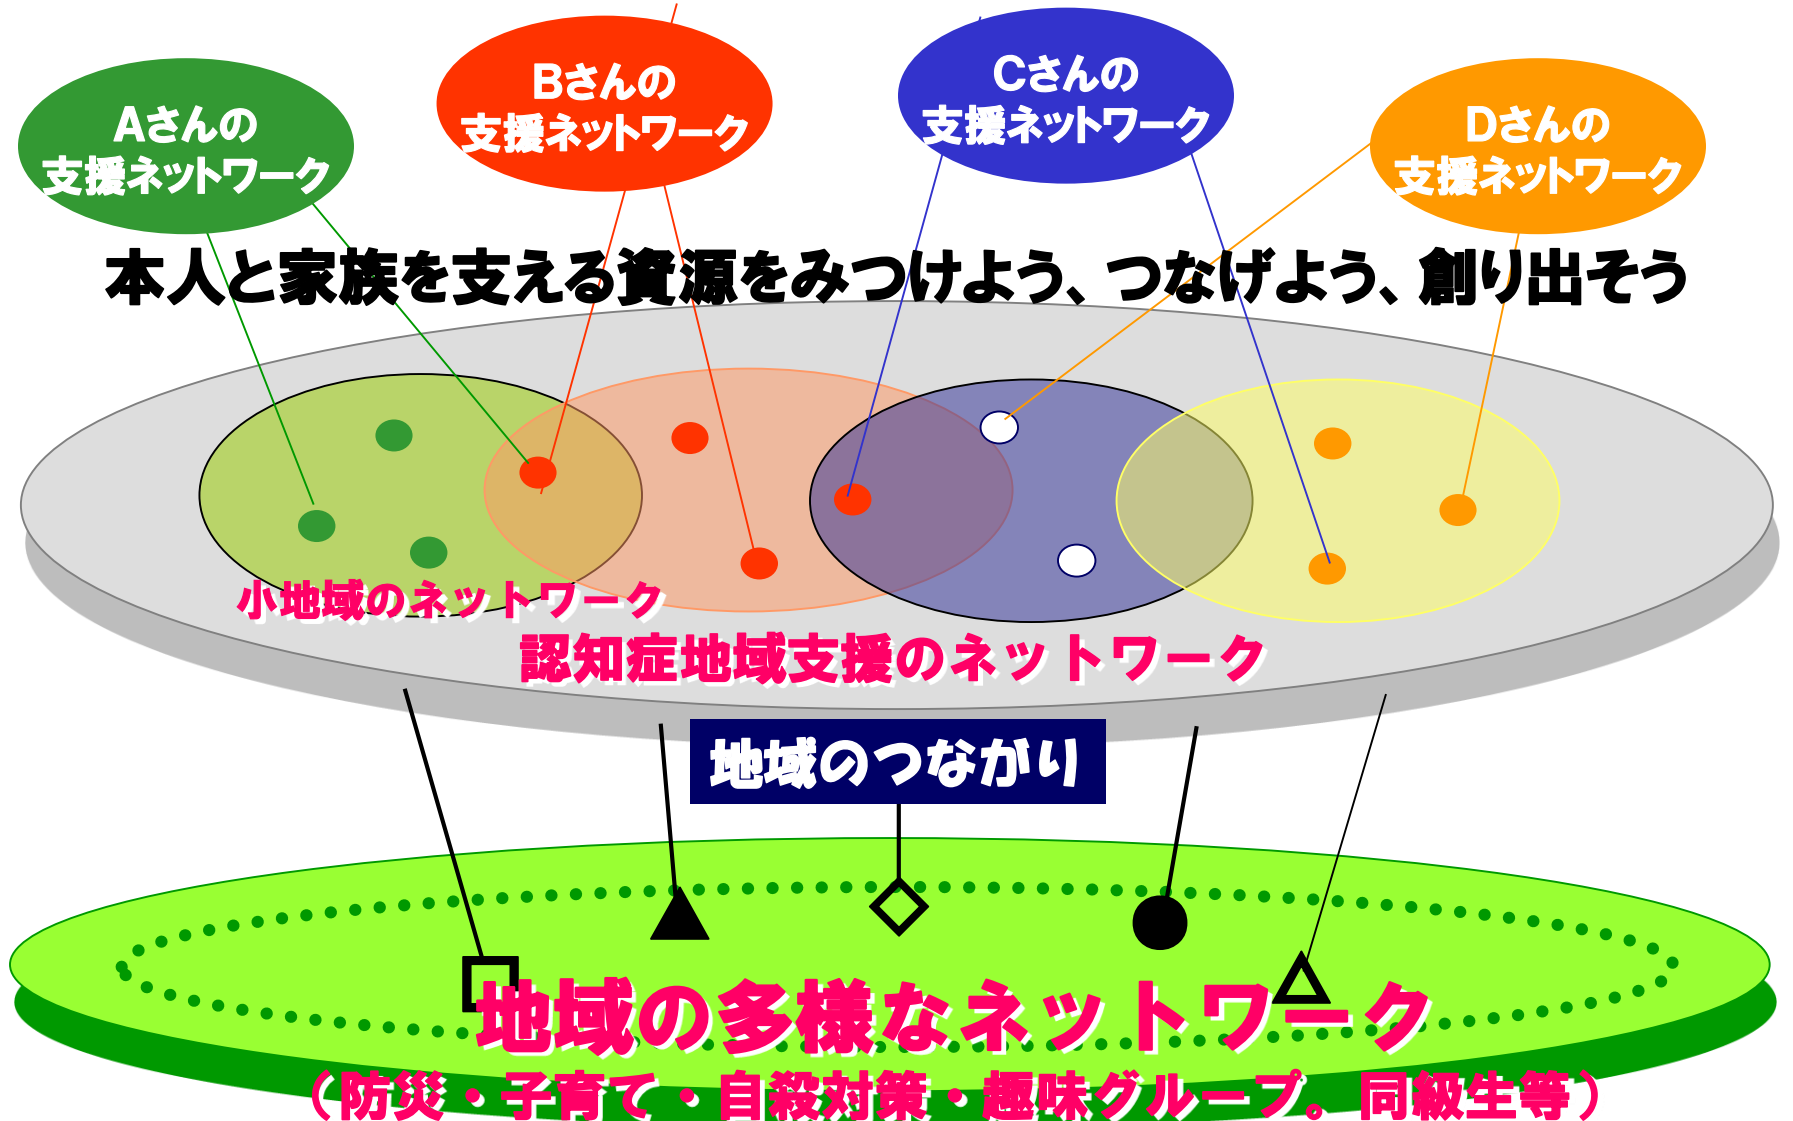 Aさんの
支援ネットワーク
Bさんの
支援ネットワーク
Cさんの
支援ネットワーク
Dさんの
支援ネットワーク
本人と家族を支える資源をみつけよう、つなげよう、創り出そう
小地域のネットワーク
認知症地域支援のネットワーク
地域のつながり
地域の多様なネットワーク
（防災・子育て・自殺対策・趣味グループ。同級生等）